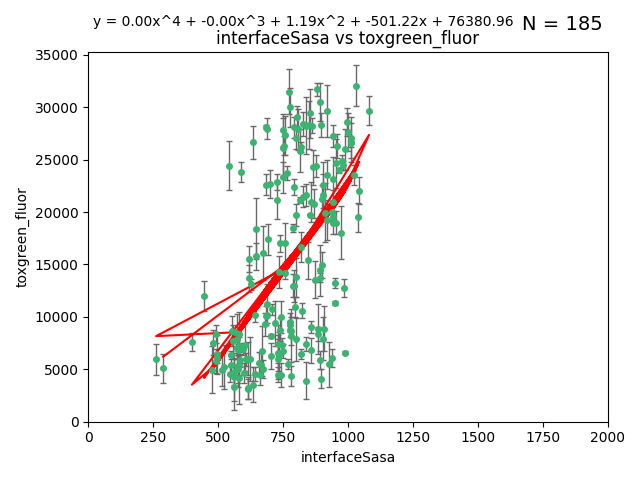 y = 0.00x^4 + -0.00x^3 + 1.19x^2 + -501.22x + 76380.96 N = 185
interfaceSasa vs toxgreen_fluor
toxgreen_fluor
35000
30000
25000
20000
15000
10000
5000
0
0 250 500 750 1000 1250 1500 1750 2000
interfaceSasa